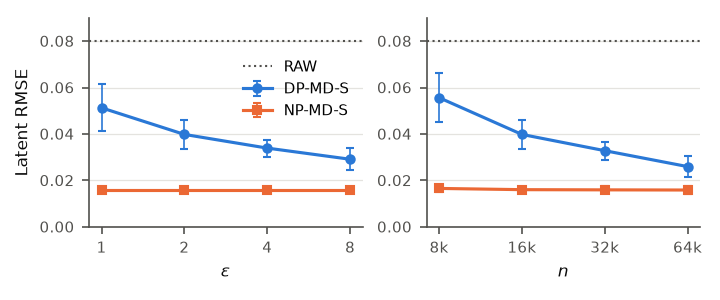 Latent RMSE
0.08
0.06
0.04
0.02
0.00
RAW
DP-MD-S
NP-MD-S
1
2
4
8
ε
0.08
0.06
0.04
0.02
0.00
8k
16k
32k
64k
n